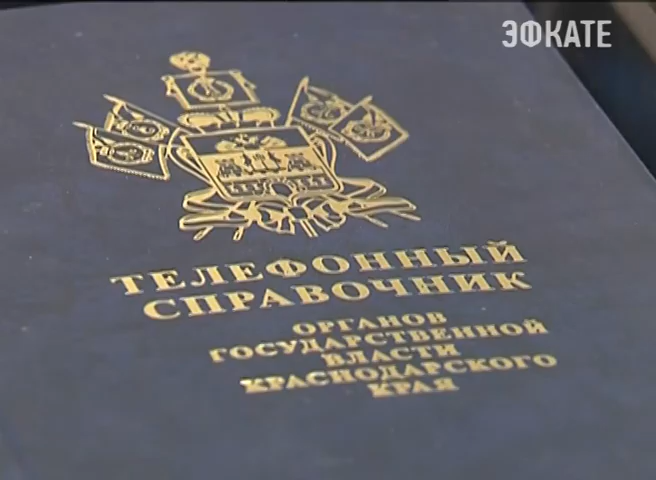 ЭФКАТЕ
ТЕЛЕФОННЫЙ
СПРАВОЧНИК
ОРГАНОВ
ГОСУДАРСТВЕННОЙ
ВЛАСТИ
КРАСНОДАРСКОГО
КРАЯ